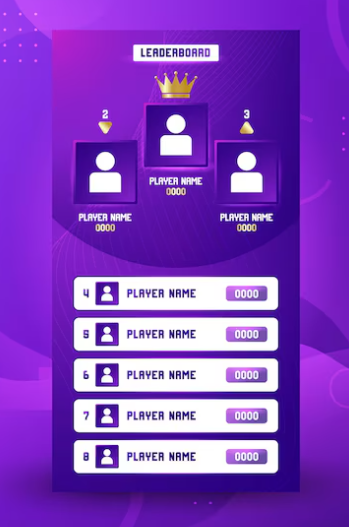 LEADERBOARD
2
3
PLAYER NAME
0000
PLAYER NAME
0000
PLAYER NAME
0000
4 PLAYER NAME 0000
5 PLAYER NAME 0000
6 PLAYER NAME 0000
7 PLAYER NAME 0000
8 PLAYER NAME 0000